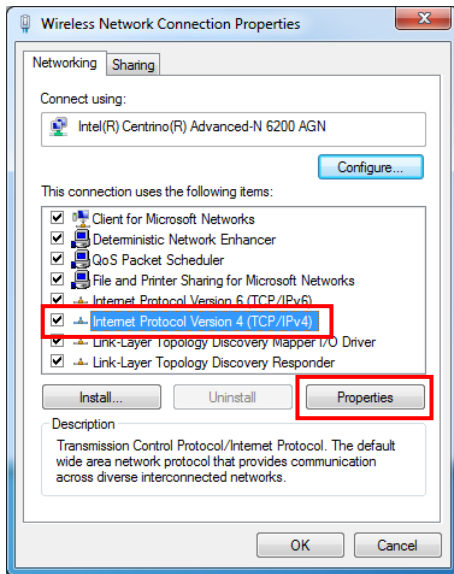 Wireless Network Connection Properties
Networking
Sharing
Connect using:
Intel(R) Centrino(R) Advanced-N 6200 AGN
Configure...
This connection uses the following items:
Client for Microsoft Networks
Deterministic Network Enhancer
QoS Packet Scheduler
File and Printer Sharing for Microsoft Networks
Internet Protocol Version 6 (TCP/IPv6)
Internet Protocol Version 4 (TCP/IPv4)
Link-Layer Topology Discovery Mapper I/O Driver
Link-Layer Topology Discovery Responder
Install...
Uninstall
Properties
Description
Transmission Control Protocol/Internet Protocol. The default
wide area network protocol that provides communication
across diverse interconnected networks.
OK
Cancel